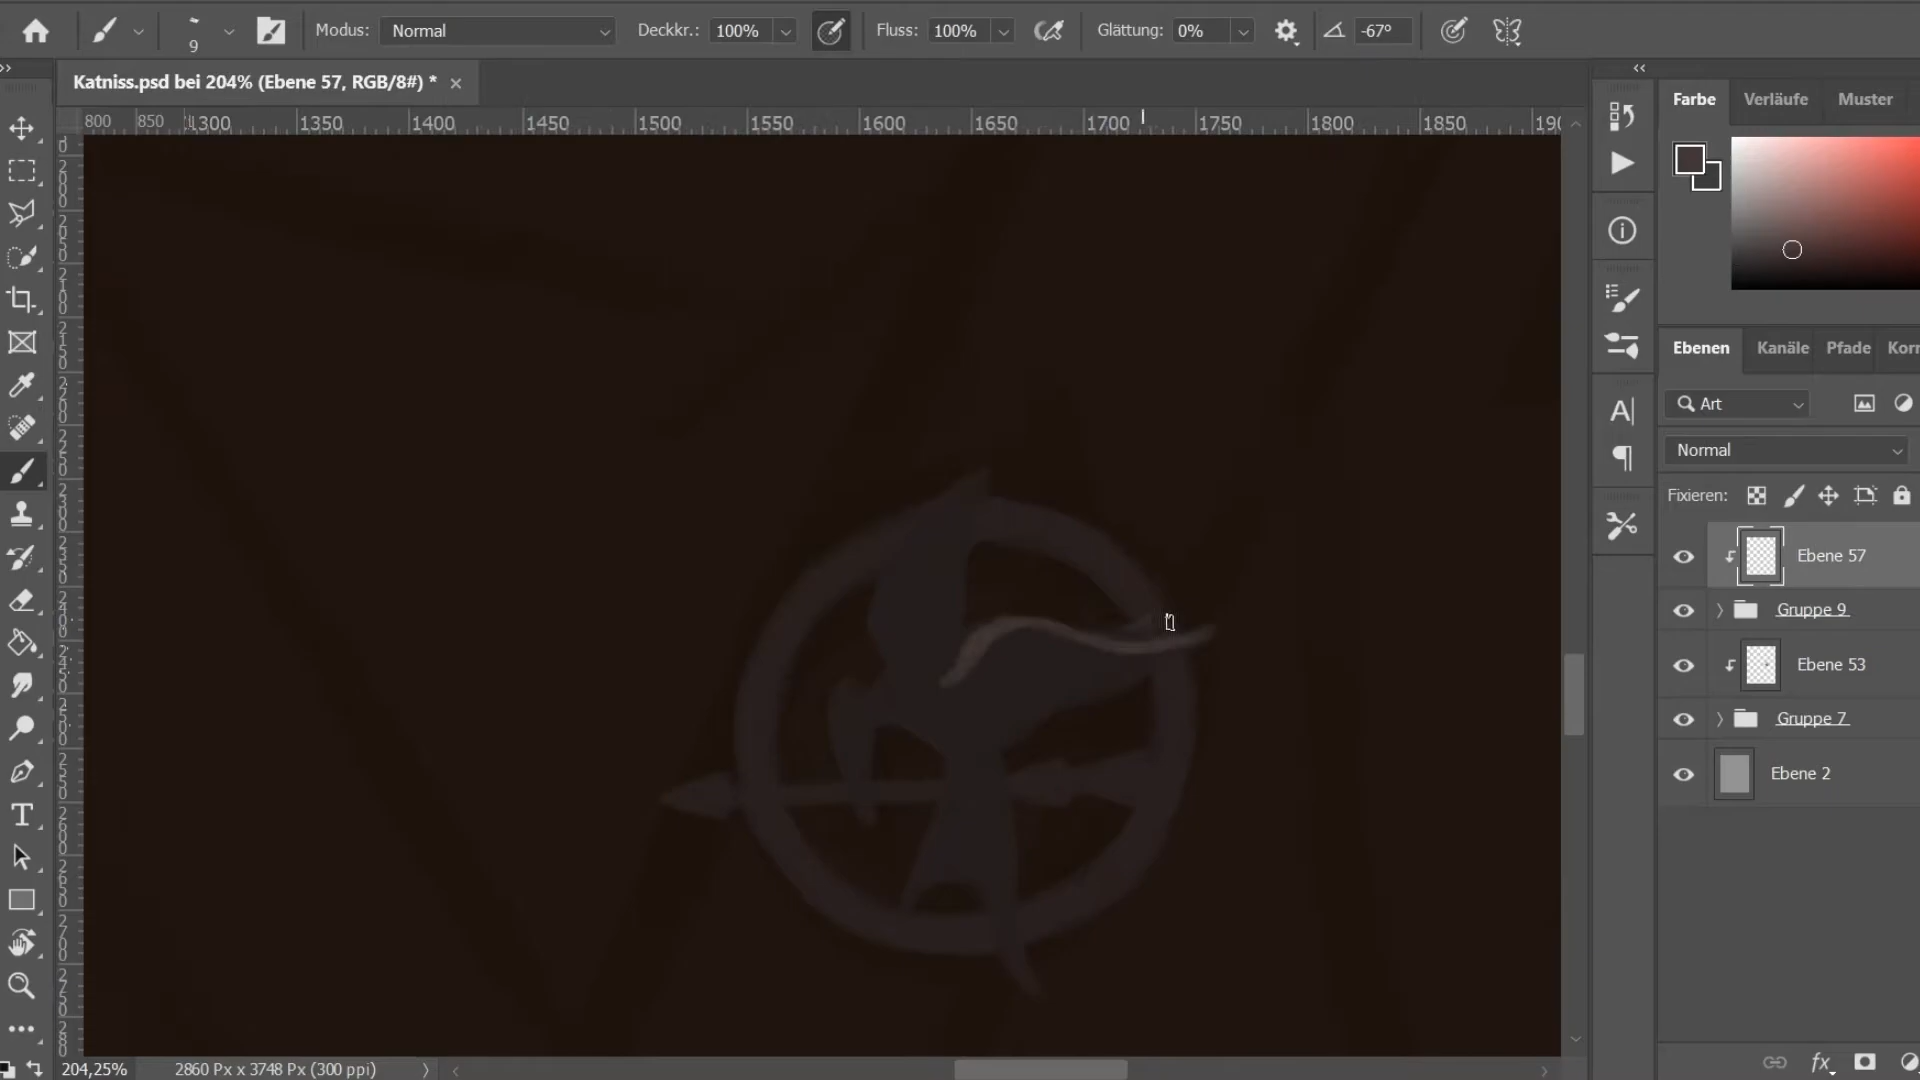 9
Modus: Normal
Deckkr.: 100%
Fluss: 100%
Glättung: 0%
-67°
Katniss.psd bei 204% (Ebene 57, RGB/8#) *
Farbe Verläufe Muster
800 850 1300 1350 1400 1450 1500 1550 1600 1650 1700 1750 1800 1850
Ebenen Kanäle Pfade Korr
Art
Normal
Fixieren:
Ebene 57
Gruppe 9
Ebene 53
Gruppe 7
Ebene 2
204,25% 2860 Px x 3748 Px (300 ppi)
fx